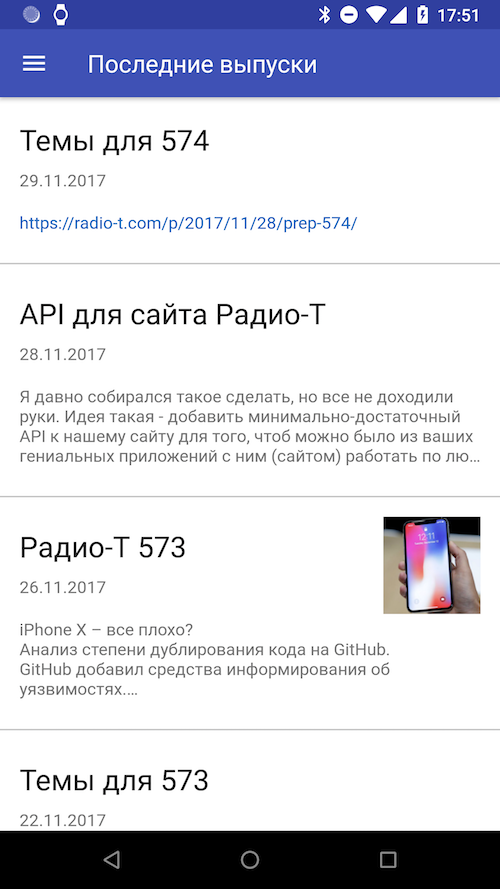 17:51
Последние выпуски
Темы для 574
29.11.2017
https://radio-t.com/p/2017/11/28/prep-574/
API для сайта Радио-Т
28.11.2017
Я давно собирался такое сделать, но все не доходили
руки. Идея такая - добавить минимально-достаточный
API к нашему сайту для того, чтоб можно было из ваших
гениальных приложений с ним (сайтом) работать по лю…
Радио-Т 573
26.11.2017
12:11
iPhone X – все плохо?
Анализ степени дублирования кода на GitHub.
GitHub добавил средства информирования об
уязвимостях.…
Темы для 573
22.11.2017